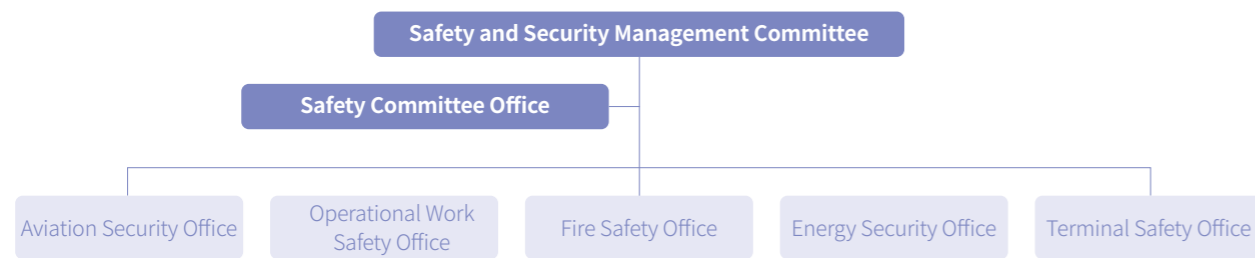 Safety and Security Management Committee
Safety Committee Office
Aviation Security Office
Operational Work
Safety Office
Fire Safety Office
Energy Security Office
Terminal Safety Office